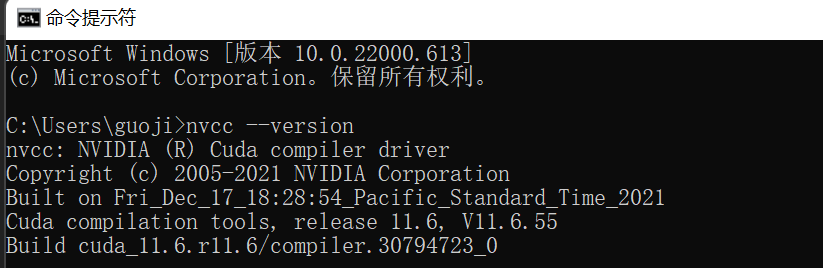 命令提示符
Microsoft Windows [版本 10.0.22000.613]
(c) Microsoft Corporation。保留所有权利。
C:\Users\guoji>nvcc --version
nvcc: NVIDIA (R) Cuda compiler driver
Copyright (c) 2005-2021 NVIDIA Corporation
Built on Fri_Dec_17_18:28:54_Pacific_Standard_Time_2021
Cuda compilation tools, release 11.6, V11.6.55
Build cuda_11.6.r11.6/compiler.30794723_0